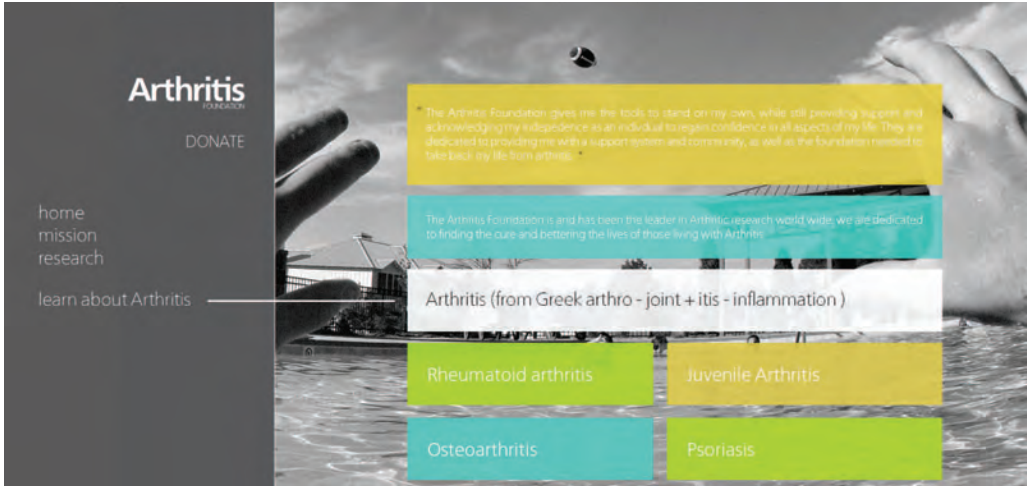 Arthritis
FOUNDATION
DONATE
home
mission
research
learn about Arthritis
" The Arthritis Foundation gives me the tools to stand on my own, while still providing support and
acknowledging my indepedence as an individual to regain confidence in all aspects of my life. They are
dedicated to providing me with a support system and community, as well as the foundation needed to
take back my life from arthritis. "
The Arthritis Foundation is and has been the leader in Arthritic research world wide, we are dedicated
to finding the cure and bettering the lives of those living with Arthritis
Arthritis (from Greek arthro - joint + itis - inflammation )
Rheumatoid arthritis
Juvenile Arthritis
Osteoarthritis
Psoriasis